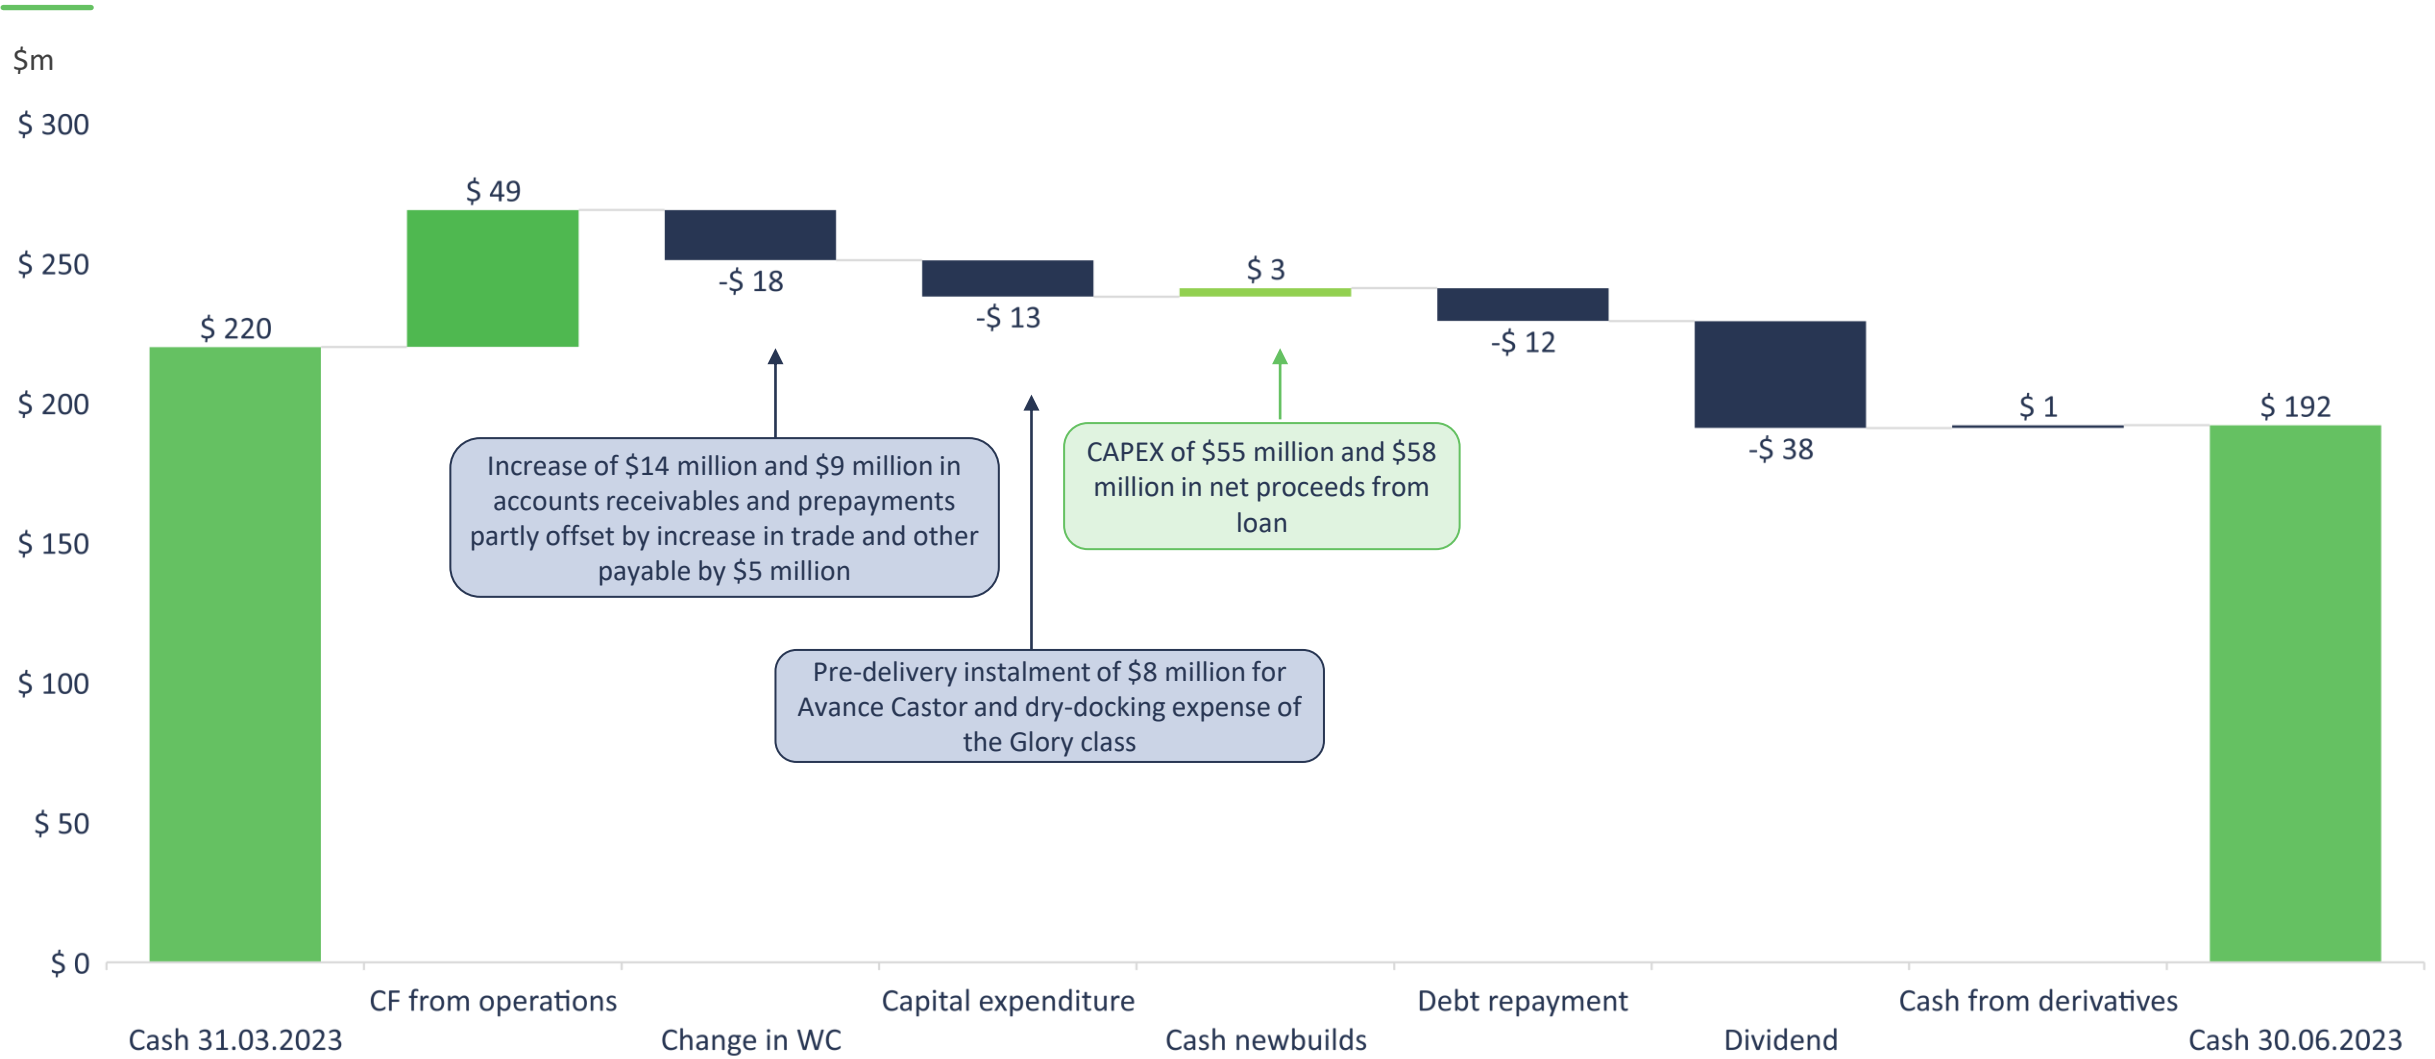 $m
$ 300
$ 250
$ 200
$ 150
$ 100
$ 50
$ 0
$ 220
$ 49
-$ 18
-$ 13
$ 3
-$ 12
-$ 38
$ 1
$ 192
Increase of $14 million and $9 million in
accounts receivables and prepayments
partly offset by increase in trade and other
payable by $5 million
Pre-delivery instalment of $8 million for
Avance Castor and dry-docking expense of
the Glory class
CAPEX of $55 million and $58
million in net proceeds from
loan
Cash 31.03.2023
CF from operations
Change in WC
Capital expenditure
Cash newbuilds
Debt repayment
Dividend
Cash from derivatives
Cash 30.06.2023